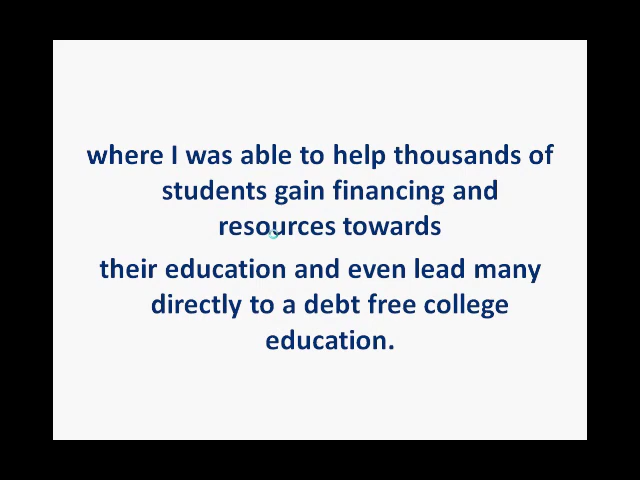 where I was able to help thousands of
students gain financing and
resources towards
their education and even lead many
directly to a debt free college
education.